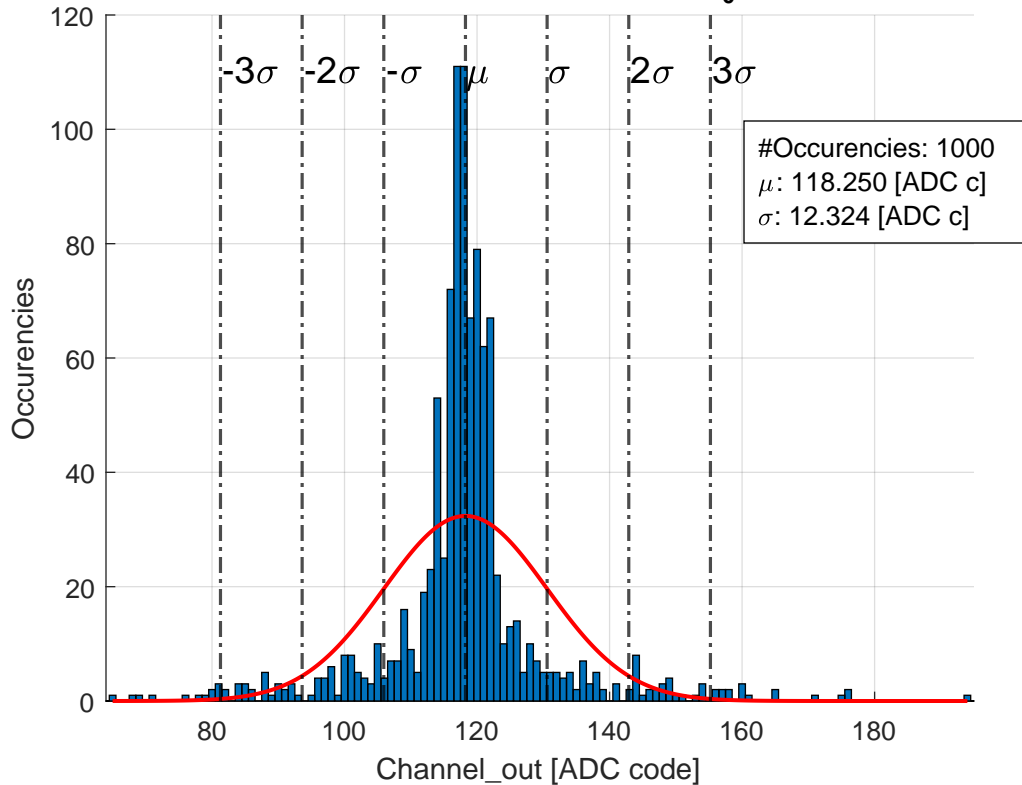 120
-3σ -2σ -σ μ σ 2σ 3σ
100
#Occurencies: 1000
μ: 118.250 [ADC c]
σ: 12.324 [ADC c]
80
60
40
20
0
Occurencies
80 100 120 140 160 180
Channel_out [ADC code]